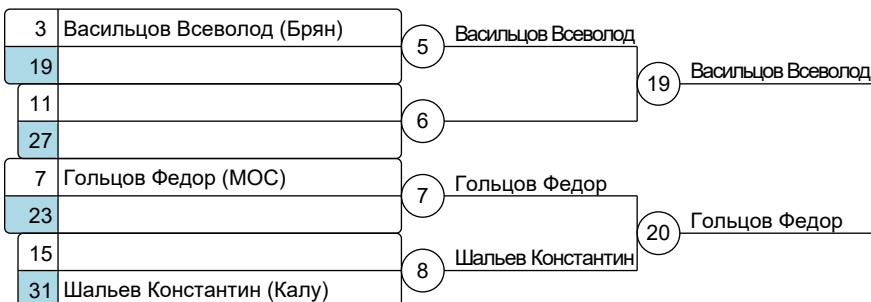 3 Васильцов Всеволод (Брян)
5 Васильцов Всеволод
19
19 Васильцов Всеволод
11
6
27
7 Гольцов Федор (МОС)
7 Гольцов Федор
23
20 Гольцов Федор
15
8 Шальев Константин
31 Шальев Константин (Калу)